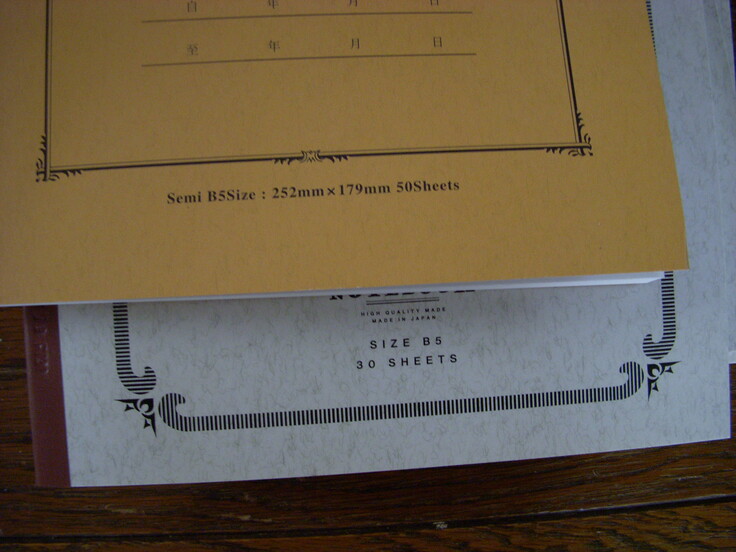 自 年 月 日
至 年 月 日
Semi B5Size : 252mm×179mm 50Sheets
NOTEBOOK
HIGH QUALITY MADE
MADE IN JAPAN
SIZE B5
30 SHEETS